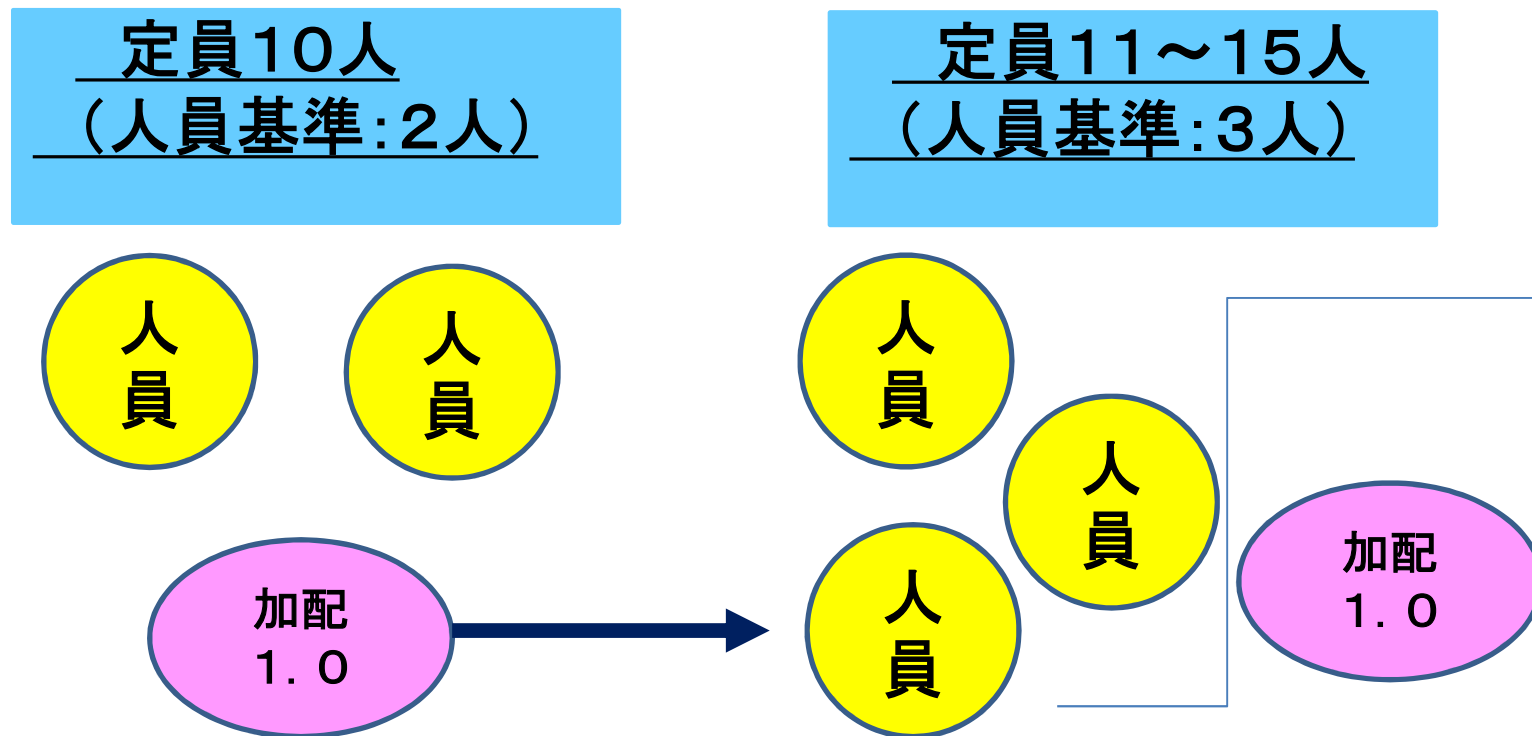 定員10人
（人員基準：2人）
人
員
人
員
加配
1．0
定員11～15人
（人員基準：3人）
人
員
人
員
人
員
加配
1．0